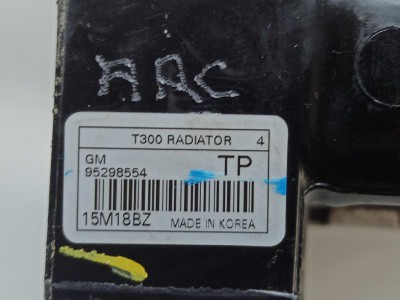 ARC
T300 RADIATOR 4
GM TP
95298554
15M18BZ MADE IN KOREA